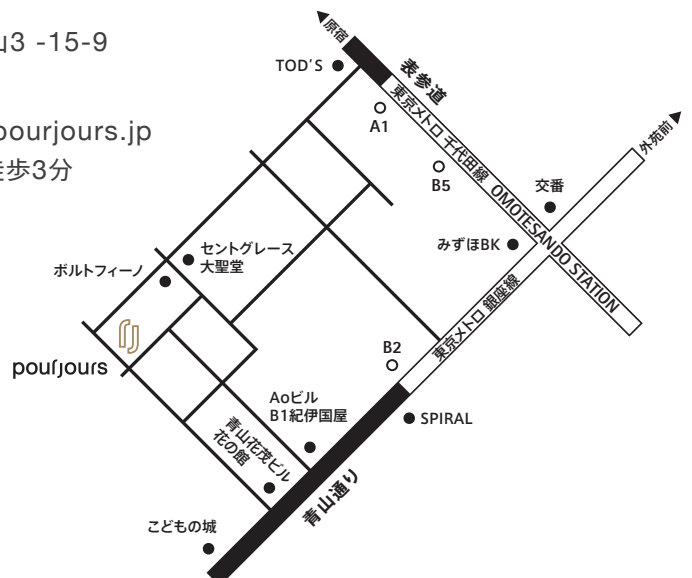 山3 -15-9
pourjours.jp
徒歩3分
原宿
TOD'S
表参道
東京メトロ 千代田線
OMOTESANDO STATION
外苑前
A1
B5
交番
みずほBK
セントグレース
大聖堂
ボルトフィーノ
東京メトロ 銀座線
pourjours
B2
Aoビル
B1紀伊国屋
SPIRAL
青山花茂ビル
花の館
青山通り
こどもの城